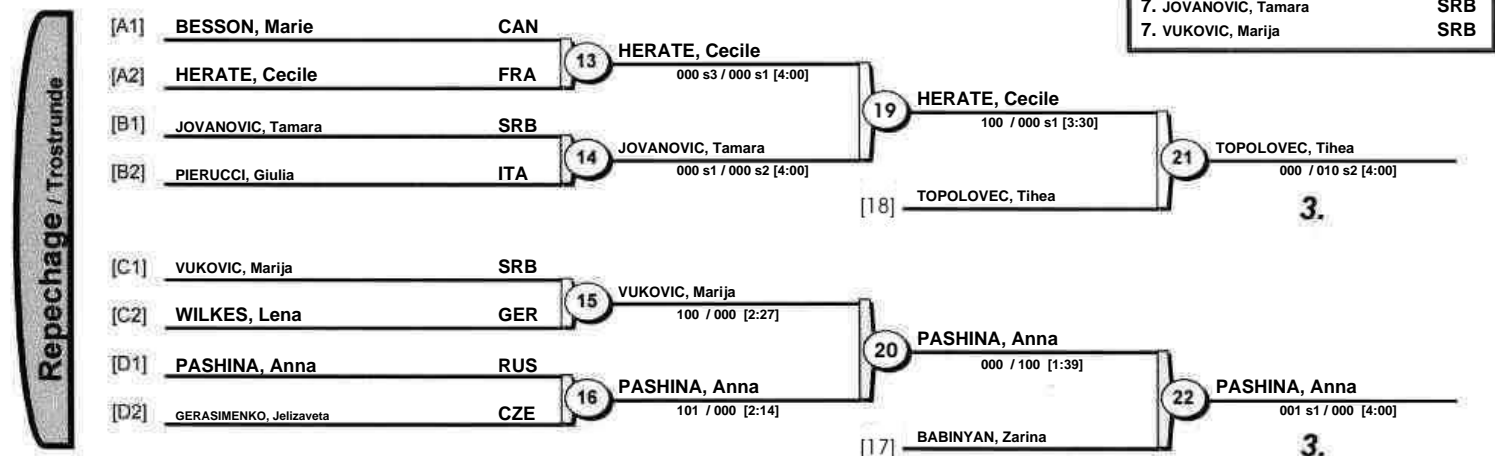 7. JOVANOVIC, Tamara SRB
7. VUKOVIC, Marija SRB
Repechage / Trostrunde
[A1] BESSON, Marie CAN
13
HERATE, Cecile
000 s3 / 000 s1 [4:00]
[A2] HERATE, Cecile FRA
19
HERATE, Cecile
100 / 000 s1 [3:30]
[B1] JOVANOVIC, Tamara SRB
14
JOVANOVIC, Tamara
000 s1 / 000 s2 [4:00]
[B2] PIERUCCI, Giulia ITA
21
TOPOLOVEC, Tihea
000 / 010 s2 [4:00]
[18] TOPOLOVEC, Tihea
3.
[C1] VUKOVIC, Marija SRB
15
VUKOVIC, Marija
100 / 000 [2:27]
[C2] WILKES, Lena GER
20
PASHINA, Anna
000 / 100 [1:39]
[D1] PASHINA, Anna RUS
16
PASHINA, Anna
101 / 000 [2:14]
[D2] GERASIMENKO, Jelizaveta CZE
22
PASHINA, Anna
001 s1 / 000 [4:00]
[17] BABINYAN, Zarina
3.